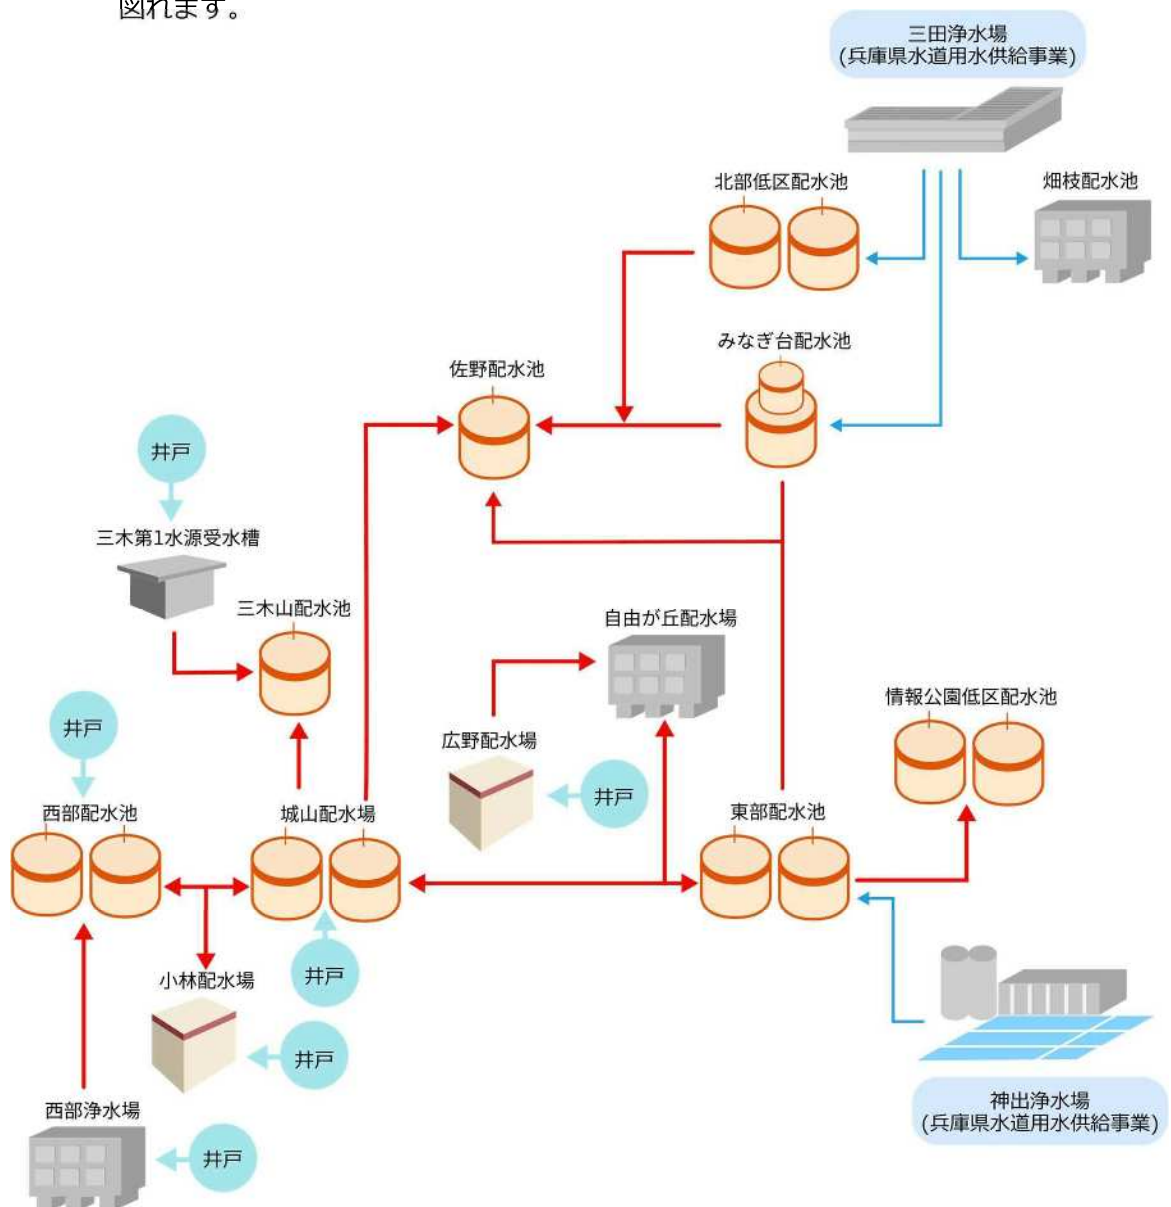 図れます。
三田浄水場
(兵庫県水道用水供給事業)
北部低区配水池
畑枝配水池
みなぎ台配水池
佐野配水池
井戸
三木第1水源受水槽
三木山配水池
自由が丘配水場
情報公園低区配水池
井戸
広野配水場
井戸
西部配水池
城山配水場
東部配水池
井戸
小林配水場
井戸
西部浄水場
井戸
神出浄水場
(兵庫県水道用水供給事業)